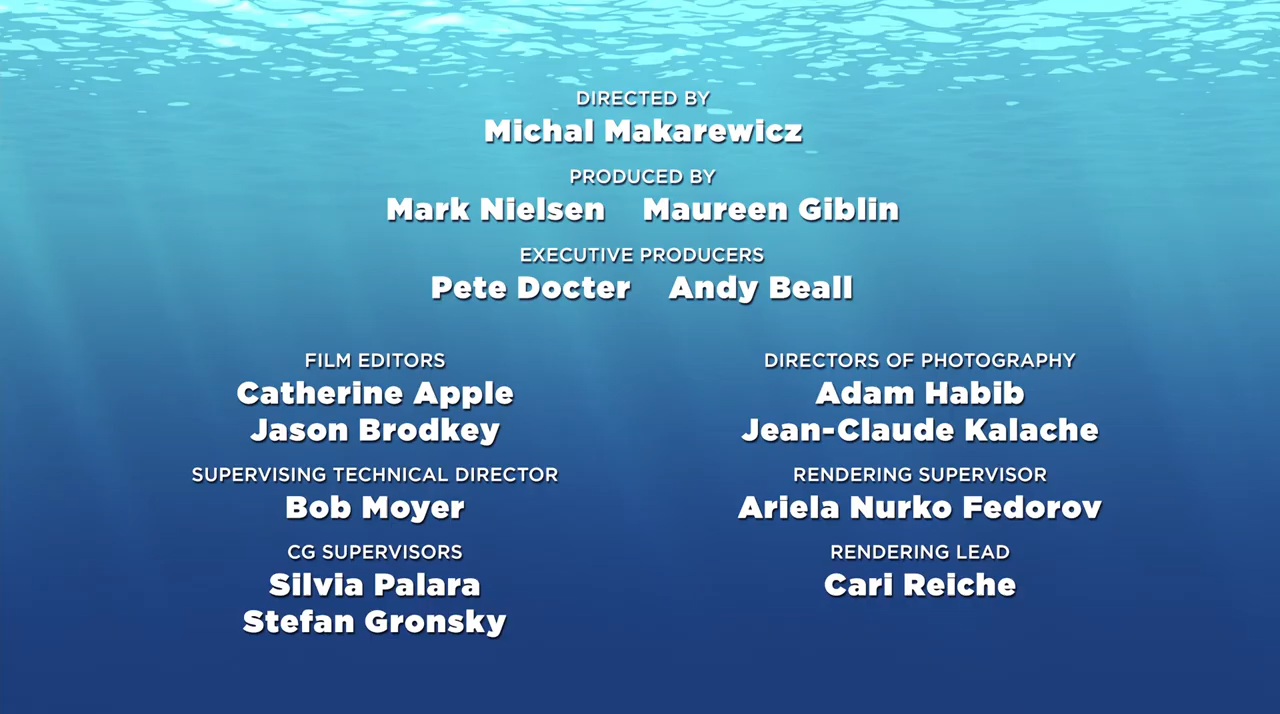 DIRECTED BY
Michal Makarewicz
PRODUCED BY
Mark Nielsen Maureen Giblin
EXECUTIVE PRODUCERS
Pete Docter Andy Beall
FILM EDITORS
Catherine Apple
Jason Brodkey
SUPERVISING TECHNICAL DIRECTOR
Bob Moyer
CG SUPERVISORS
Silvia Palara
Stefan Gronsky
DIRECTORS OF PHOTOGRAPHY
Adam Habib
Jean-Claude Kalache
RENDERING SUPERVISOR
Ariela Nurko Fedorov
RENDERING LEAD
Cari Reiche